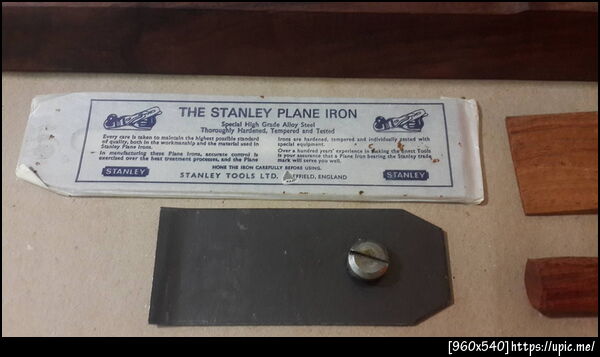 THE STANLEY PLANE IRON
Special High Grade Alloy Steel
Thoroughly Hardened, Tempered and Tested
Every care is taken to maintain the highest possible standard
of quality, both in the workmanship and the material used in
Stanley Plane Irons.
In manufacturing these Plane Irons, accurate control is
exercised over the heat treatment processes, and the Plane
Irons are hardened, tempered and individually tested with
special equipment.
Over a hundred years' experience in making the finest Tools
is your assurance that a Plane Iron bearing the Stanley trade
mark will serve you well.
HONE THE IRON CAREFULLY BEFORE USING.
STANLEY
STANLEY TOOLS LTD. SHEFFIELD, ENGLAND
STANLEY
[960x540]https://upic.me/